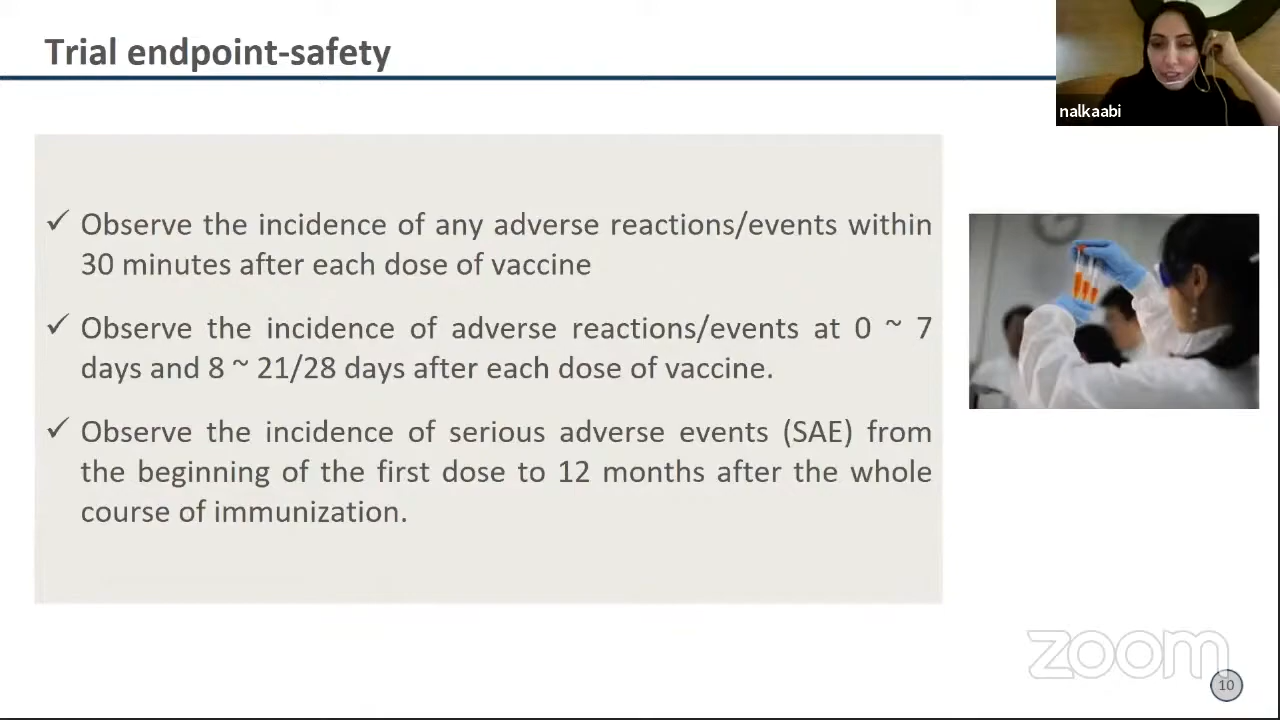 Trial endpoint-safety
nalkaabi
✓ Observe the incidence of any adverse reactions/events within
30 minutes after each dose of vaccine
✓ Observe the incidence of adverse reactions/events at 0 ~ 7
days and 8 ~ 21/28 days after each dose of vaccine.
✓ Observe the incidence of serious adverse events (SAE) from
the beginning of the first dose to 12 months after the whole
course of immunization.
zoom
10